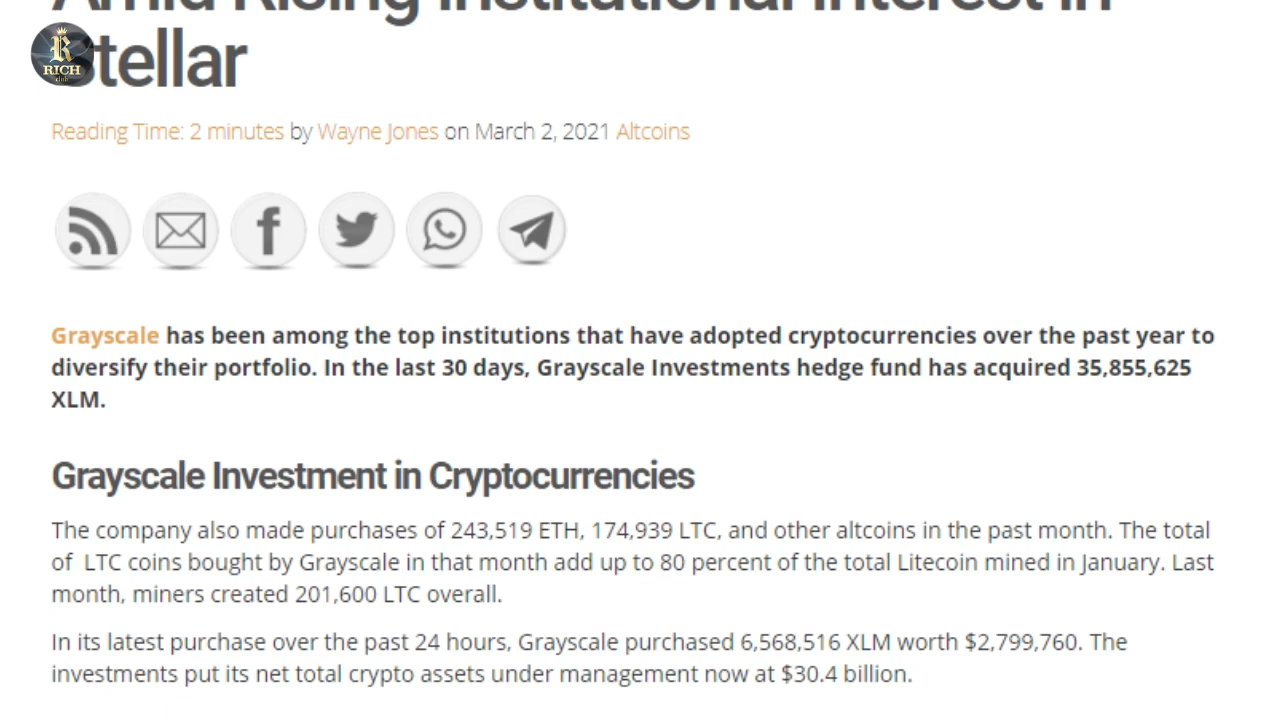 Amid Rising Institutional Interest in
Stellar
R
RICH
club
Reading Time: 2 minutes by Wayne Jones on March 2, 2021 Altcoins
Grayscale has been among the top institutions that have adopted cryptocurrencies over the past year to
diversify their portfolio. In the last 30 days, Grayscale Investments hedge fund has acquired 35,855,625
XLM.
Grayscale Investment in Cryptocurrencies
The company also made purchases of 243,519 ETH, 174,939 LTC, and other altcoins in the past month. The total
of  LTC coins bought by Grayscale in that month add up to 80 percent of the total Litecoin mined in January. Last
month, miners created 201,600 LTC overall.
In its latest purchase over the past 24 hours, Grayscale purchased 6,568,516 XLM worth $2,799,760. The
investments put its net total crypto assets under management now at $30.4 billion.